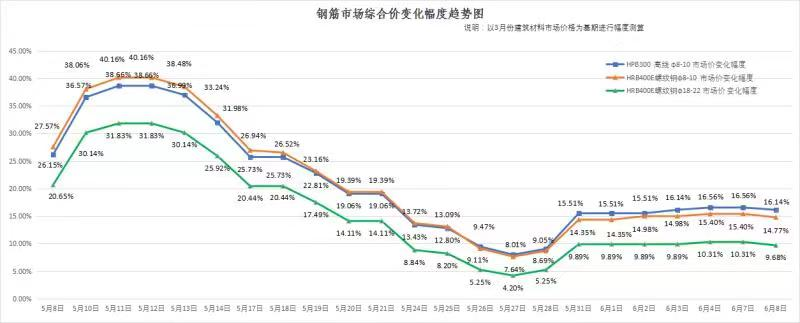 钢筋市场综合价变化幅度趋势图
说明：以3月份建筑材料市场价格为基期进行幅度测算
HPB300 高线 φ8-10 市场价变化幅度
HRB400E螺纹钢φ8-10 市场价变化幅度
HRB400E螺纹钢φ18-22 市场价变化幅度
45.00%
40.00%
35.00%
30.00%
25.00%
20.00%
15.00%
10.00%
5.00%
0.00%
27.57% 38.06% 40.16% 40.16% 38.48% 33.24% 26.94% 26.52% 23.16% 19.39% 19.39% 13.72% 13.09% 9.47% 8.01% 9.05% 15.51% 15.51% 15.51% 16.14% 16.56% 16.56% 16.14%
26.15% 36.57% 38.66% 38.66% 36.99% 31.98% 25.73% 25.73% 22.81% 19.06% 19.06% 13.43% 12.80% 9.11% 7.64% 8.69% 14.35% 14.35% 14.98% 14.98% 15.40% 15.40% 14.77%
20.65% 30.14% 31.83% 31.83% 30.14% 25.92% 20.44% 20.44% 17.49% 14.11% 14.11% 8.84% 8.20% 5.25% 4.20% 5.25% 9.89% 9.89% 9.89% 9.89% 10.31% 10.31% 9.68%
5月8日 5月10日 5月11日 5月12日 5月13日 5月14日 5月17日 5月18日 5月19日 5月20日 5月21日 5月24日 5月25日 5月26日 5月27日 5月28日 5月31日 6月1日 6月2日 6月3日 6月4日 6月7日 6月8日